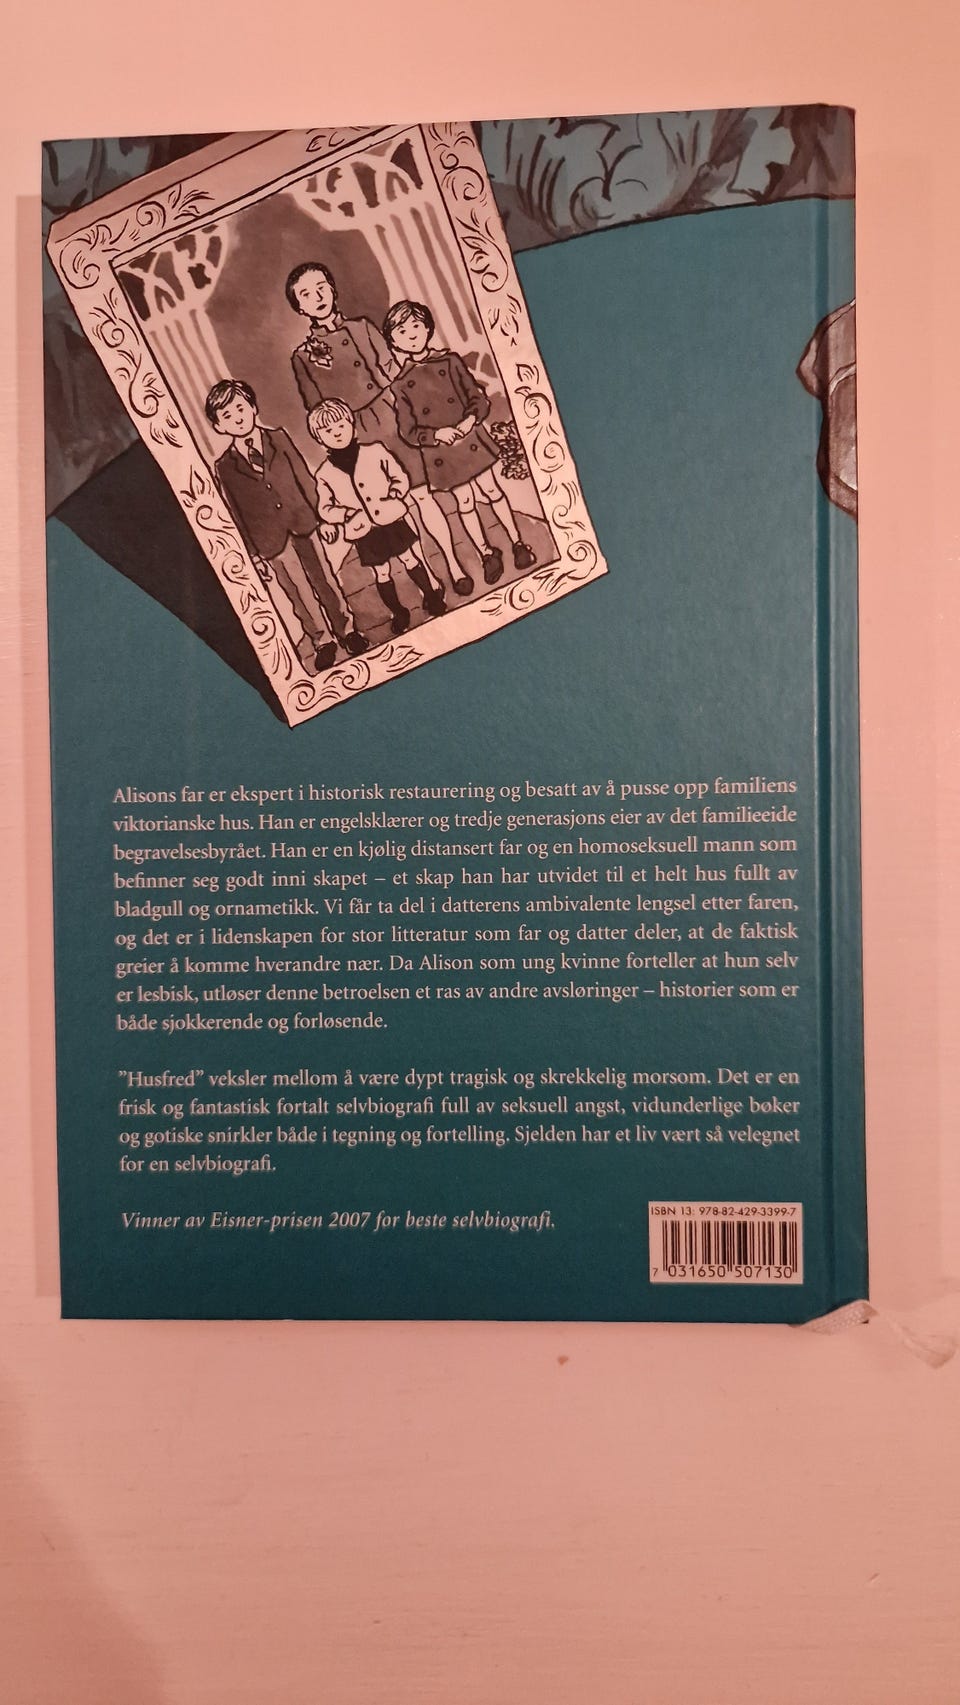 Alisons far er ekspert i historisk restaurering og besatt av å pusse opp familiens
viktorianske hus. Han er engelsklærer og tredje generasjons eier av det familieeide
begravelsesbyrået. Han er en kjølig distansert far og en homoseksuell mann som
befinner seg godt inni skapet – et skap han har utvidet til et helt hus fullt av
bladgull og ornametikk. Vi får ta del i datterens ambivalente lengsel etter faren,
og det er i lidenskapen for stor litteratur som far og datter deler, at de faktisk
greier å komme hverandre nær. Da Alison som ung kvinne forteller at hun selv
er lesbisk, utløser denne betroelsen et ras av andre avsløringer – historier som er
både sjokkerende og forløsende.
”Husfred” veksler mellom å være dypt tragisk og skrekkelig morsom. Det er en
frisk og fantastisk fortalt selvbiografi full av seksuell angst, vidunderlige bøker
og gotiske snirkler både i tegning og fortelling. Sjelden har et liv vært så velegnet
for en selvbiografi.
Vinner av Eisner-prisen 2007 for beste selvbiografi.
ISBN 13: 978-82-429-3399-7
7 031650 507130